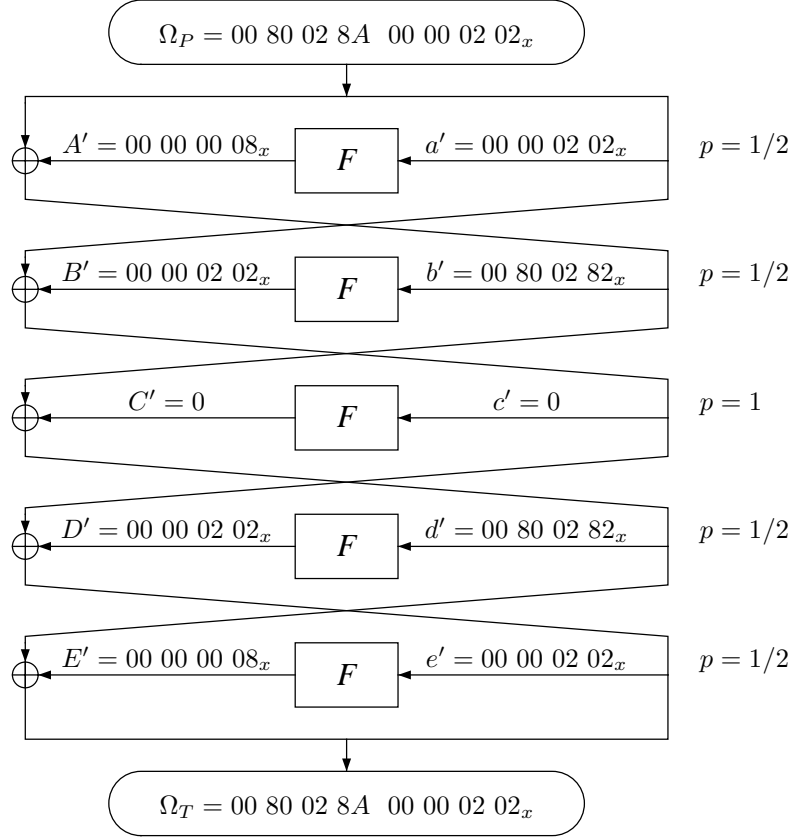 Ω_P = 00 80 02 8A 00 00 02 02_x
A′ = 00 00 00 08_x F a′ = 00 00 02 02_x p = 1/2
B′ = 00 00 02 02_x F b′ = 00 80 02 82_x p = 1/2
C′ = 0 F c′ = 0 p = 1
D′ = 00 00 02 02_x F d′ = 00 80 02 82_x p = 1/2
E′ = 00 00 00 08_x F e′ = 00 00 02 02_x p = 1/2
Ω_T = 00 80 02 8A 00 00 02 02_x